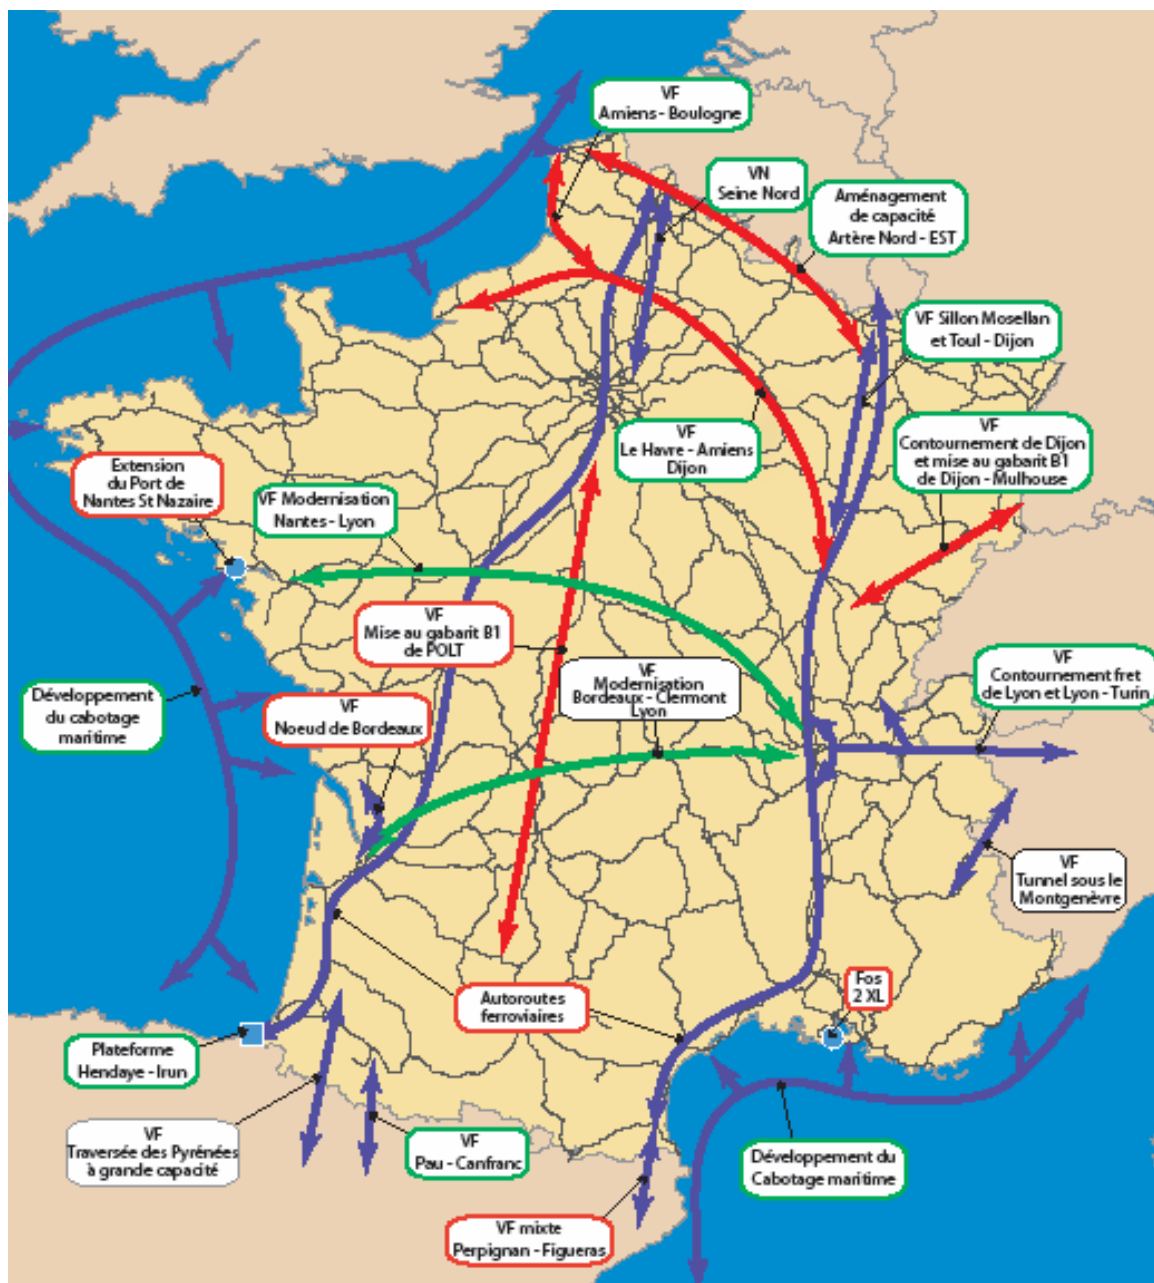 VF
Amiens - Boulogne
VN
Seine Nord
Aménagement
de capacité
Artère Nord - EST
VF Sillon Mosellan
et Toul - Dijon
VF
Le Havre - Amiens
Dijon
VF
Contournement de Dijon
et mise au gabarit B1
de Dijon - Mulhouse
Extension
du Port de
Nantes St Nazaire
VF Modernisation
Nantes - Lyon
VF
Mise au gabarit B1
de POLT
VF
Modernisation
Bordeaux - Clermont
Lyon
VF
Contournement fret
de Lyon et Lyon - Turin
Développement
du cabotage
maritime
VF
Noeud de Bordeaux
VF
Tunnel sous le
Montgenèvre
Autoroutes
ferroviaires
Fos
2 XL
Plateforme
Hendaye - Irun
VF
Traversée des Pyrénées
à grande capacité
VF
Pau - Canfranc
Développement du
Cabotage maritime
VF mixte
Perpignan - Figueras